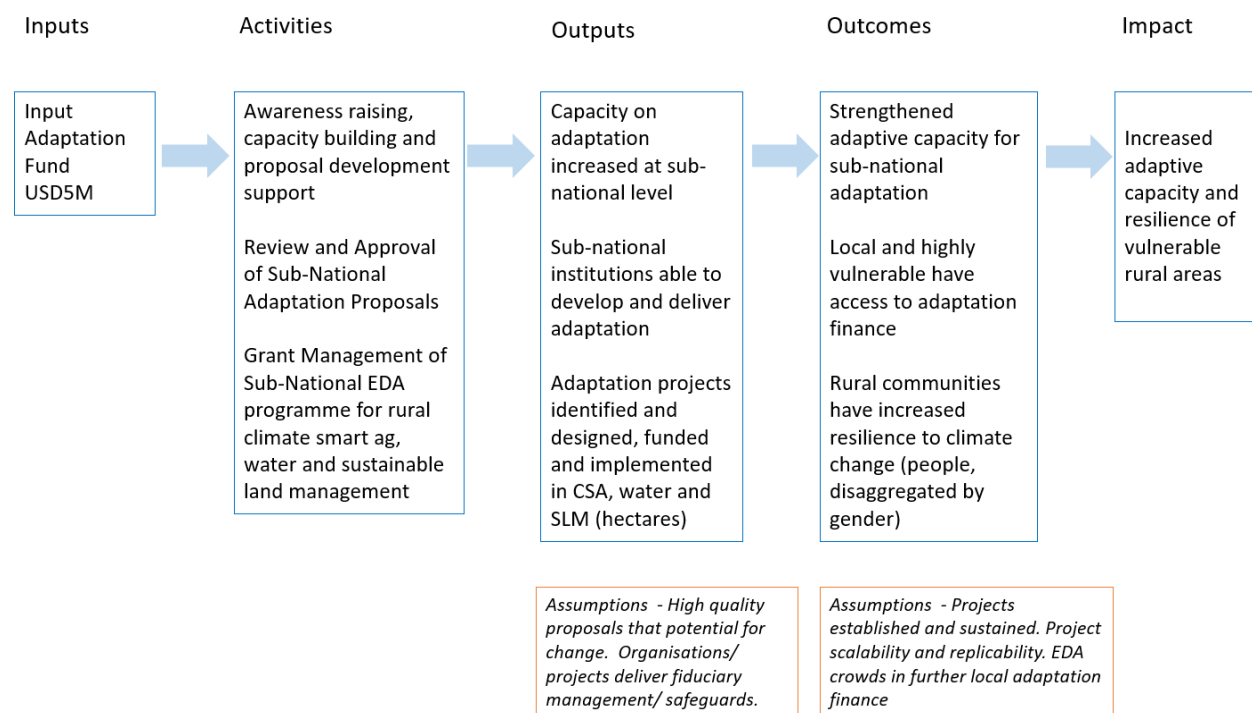 Inputs
Activities
Outputs
Outcomes
Impact
Input
Adaptation
Fund
USD5M
Awareness raising,
capacity building and
proposal development
support
Review and Approval
of Sub-National
Adaptation Proposals
Grant Management of
Sub-National EDA
programme for rural
climate smart ag,
water and sustainable
land management
Capacity on
adaptation
increased at sub-
national level
Sub-national
institutions able to
develop and deliver
adaptation
Adaptation projects
identified and
designed, funded
and implemented
in CSA, water and
SLM (hectares)
Strengthened
adaptive capacity for
sub-national
adaptation
Local and highly
vulnerable have
access to adaptation
finance
Rural communities
have increased
resilience to climate
change (people,
disaggregated by
gender)
Increased
adaptive
capacity and
resilience of
vulnerable
rural areas
Assumptions - High quality
proposals that potential for
change. Organisations/
projects deliver fiduciary
management/ safeguards.
Assumptions - Projects
established and sustained. Project
scalability and replicability. EDA
crowds in further local adaptation
finance